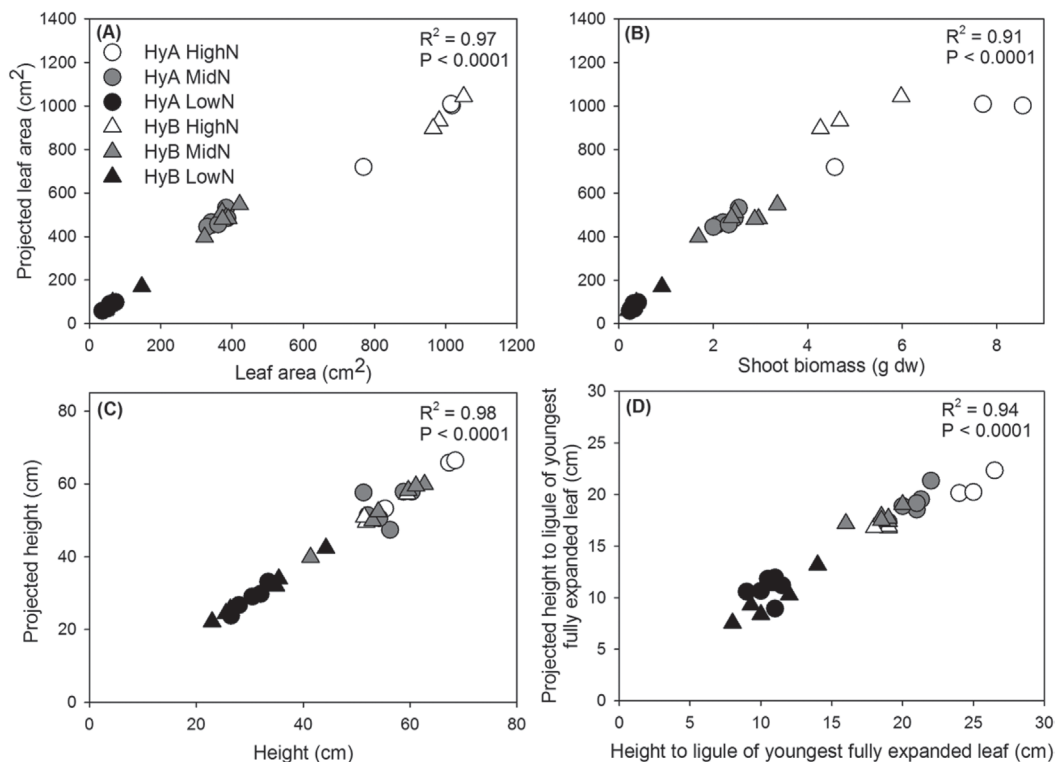 (A)
R2 = 0.97
P < 0.0001
HyA HighN
HyA MidN
HyA LowN
HyB HighN
HyB MidN
HyB LowN
1400
1200
1000
800
600
400
200
0
Projected leaf area (cm2)
0 200 400 600 800 1000 1200
Leaf area (cm2)
(B)
R2 = 0.91
P < 0.0001
1400
1200
1000
800
600
400
200
0
0 2 4 6 8
Shoot biomass (g dw)
(C)
R2 = 0.98
P < 0.0001
80
60
40
20
0
Projected height (cm)
0 20 40 60 80
Height (cm)
(D)
R2 = 0.94
P < 0.0001
30
25
20
15
10
5
0
Projected height to ligule of youngest
fully expanded leaf (cm)
0 5 10 15 20 25 30
Height to ligule of youngest fully expanded leaf (cm)